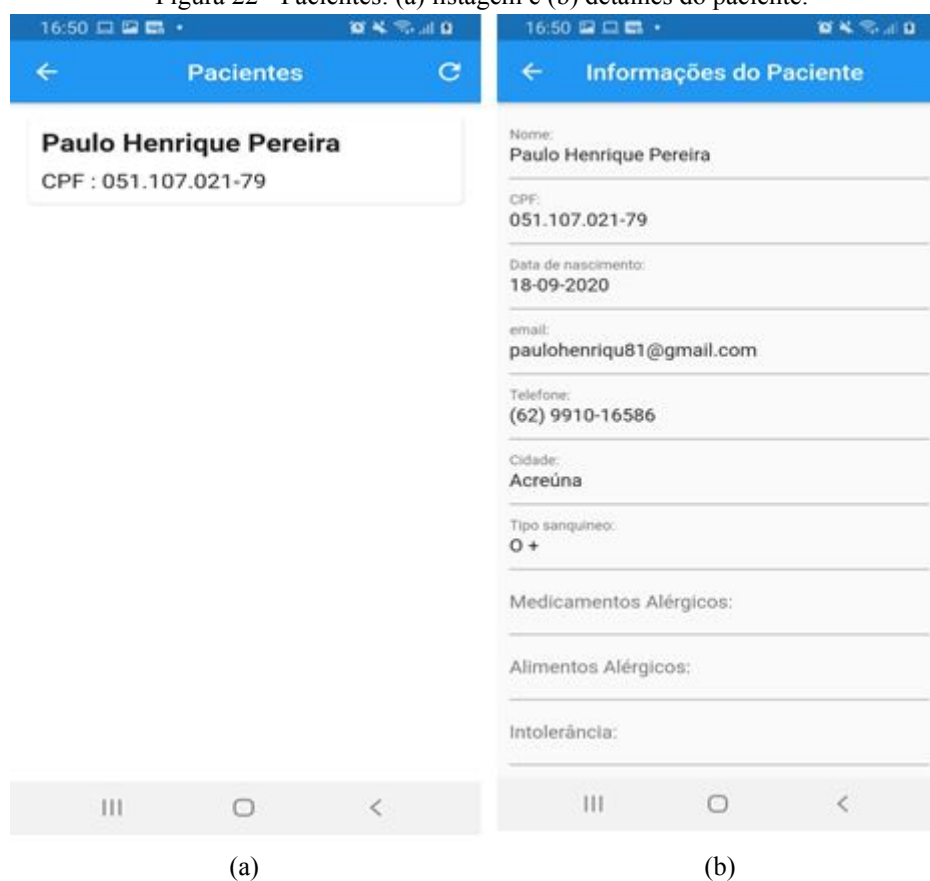 Figura 22 - Pacientes: (a) listagem e (b) detalhes do paciente.
16:50
Pacientes
Paulo Henrique Pereira
CPF : 051.107.021-79
(a)
16:50
Informações do Paciente
Nome:
Paulo Henrique Pereira
CPF:
051.107.021-79
Data de nascimento:
18-09-2020
email:
paulohenriqu81@gmail.com
Telefone:
(62) 9910-16586
Cidade:
Acreúna
Tipo sanquineo:
O +
Medicamentos Alérgicos:
Alimentos Alérgicos:
Intolerância:
(b)